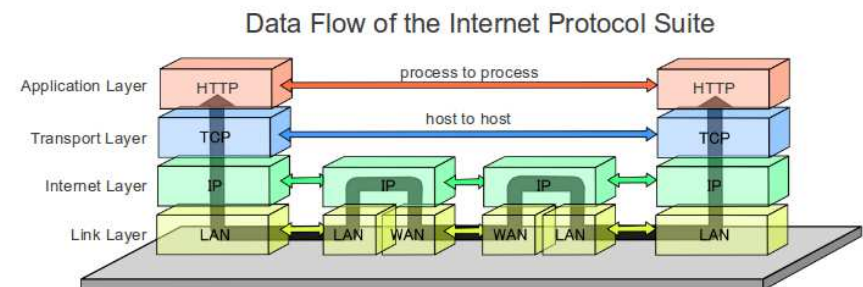 Data Flow of the Internet Protocol Suite
Application Layer HTTP process to process HTTP
Transport Layer TCP host to host TCP
Internet Layer IP IP IP IP
Link Layer LAN LAN WAN WAN LAN LAN